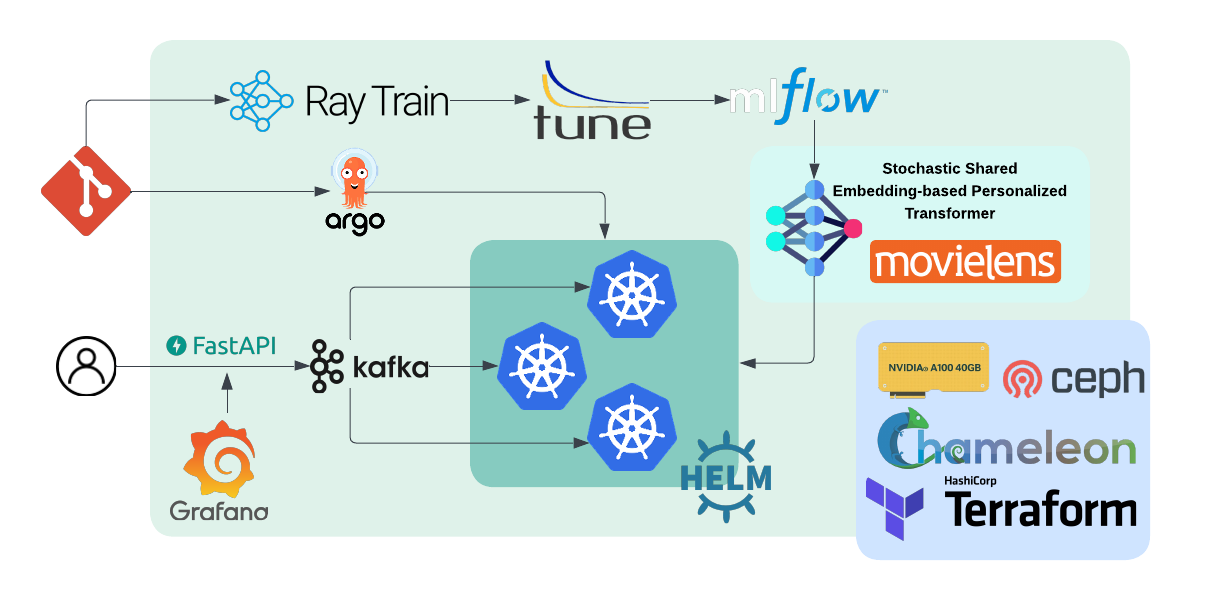 Ray Train
tune
mlflow™
argo
Stochastic Shared
Embedding-based Personalized
Transformer
movielens
FastAPI
kafka
NVIDIA® A100 40GB
ceph
Chameleon
HELM
HashiCorp
Terraform
Grafana